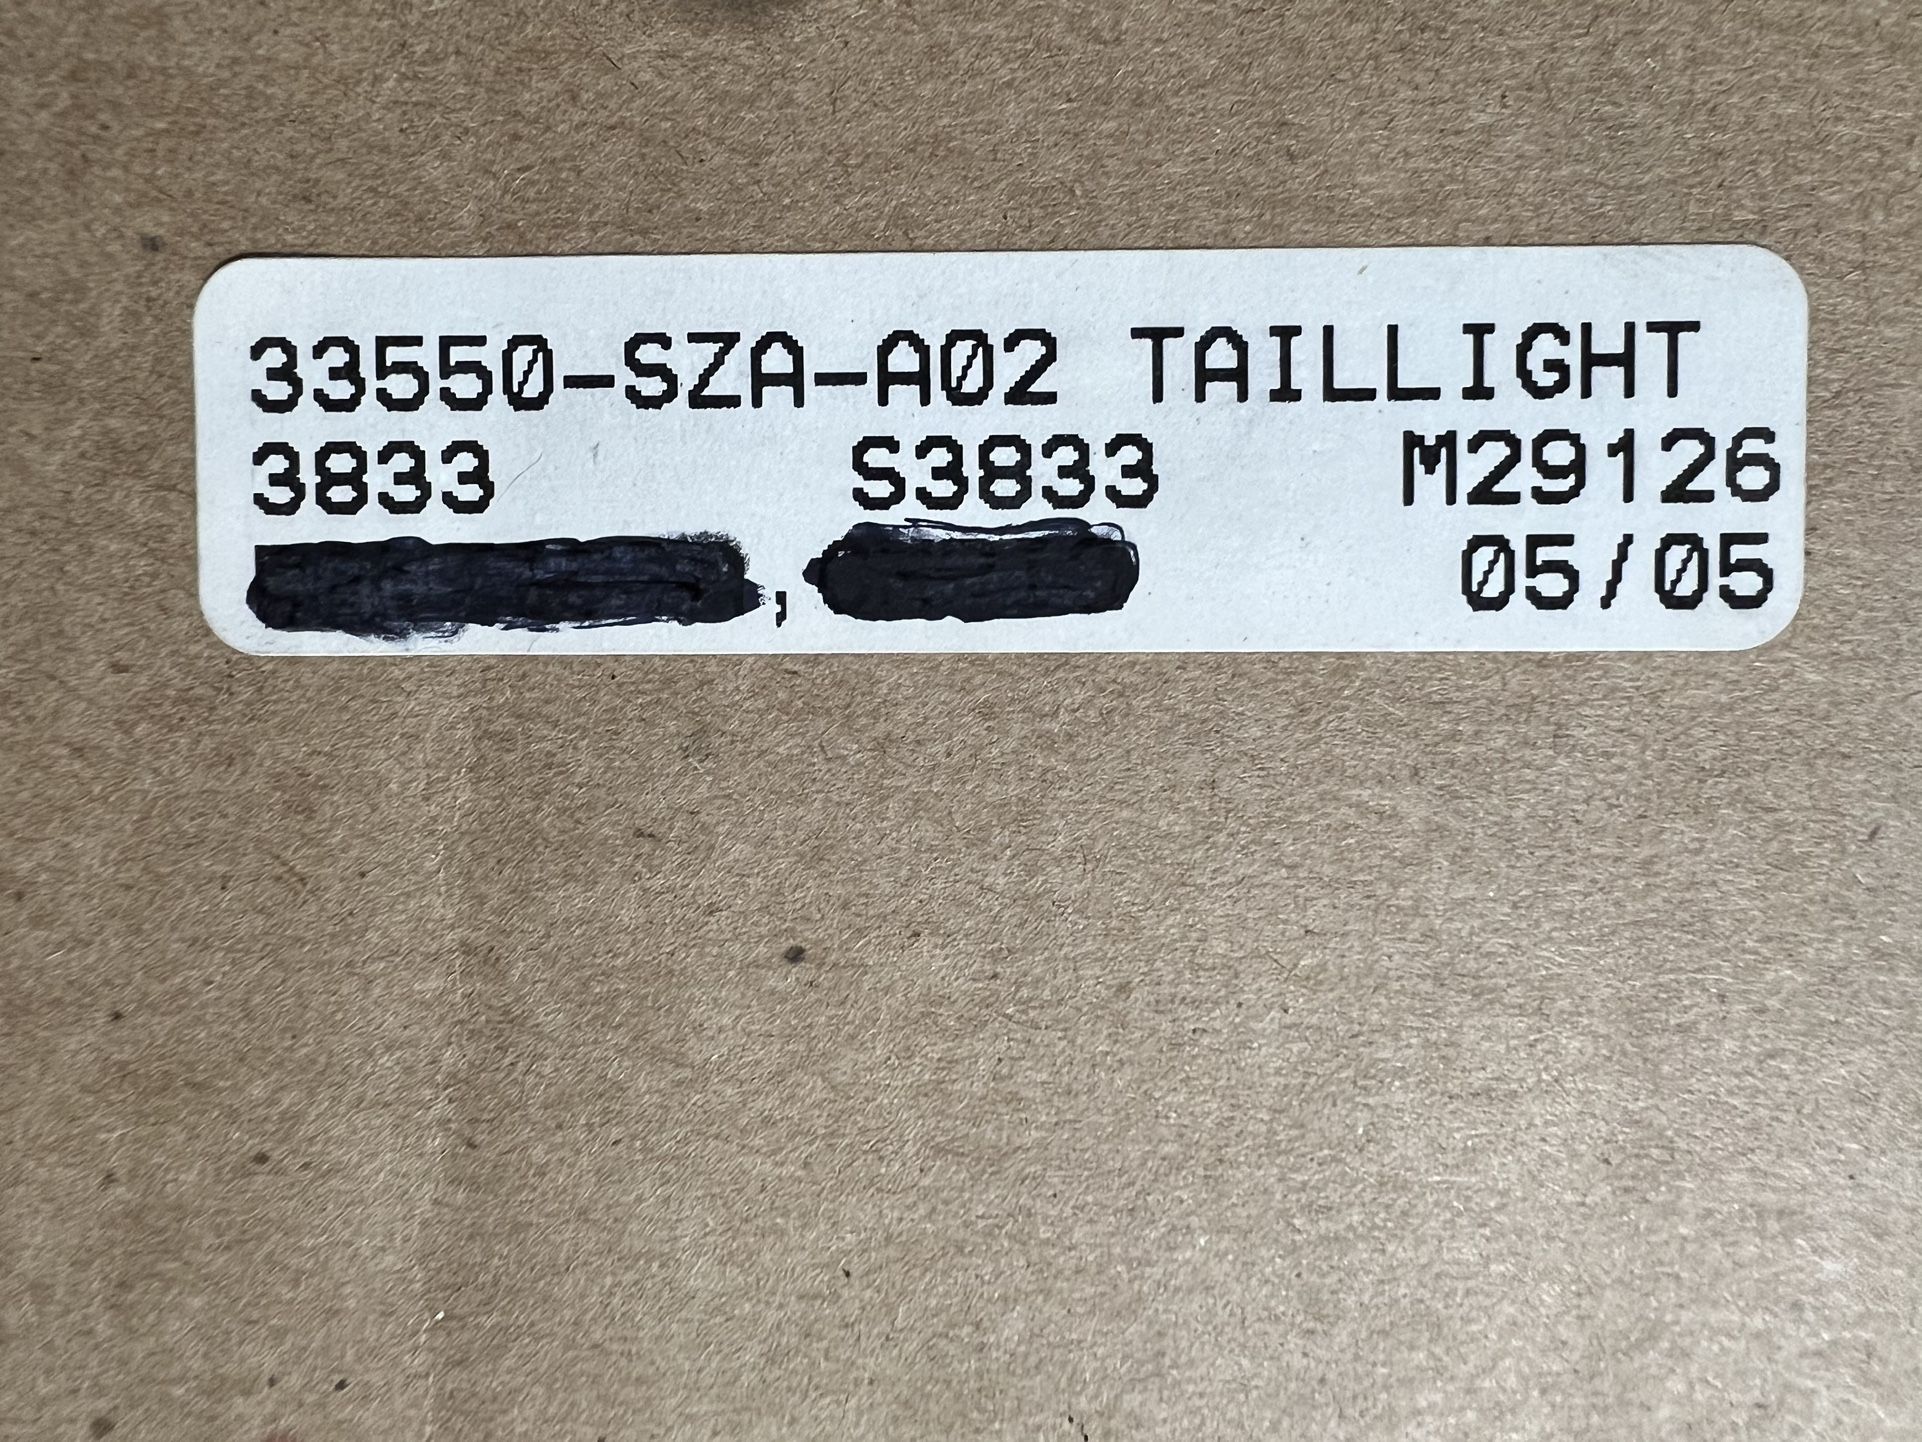 33550-SZA-A02 TAILLIGHT
3833 S3833 M29126
, 05/05